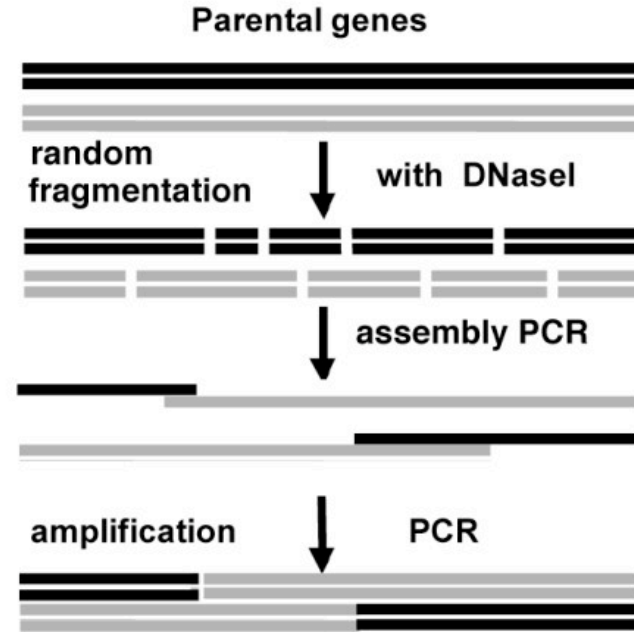 Parental genes
random
fragmentation
with DNaseI
assembly PCR
amplification PCR